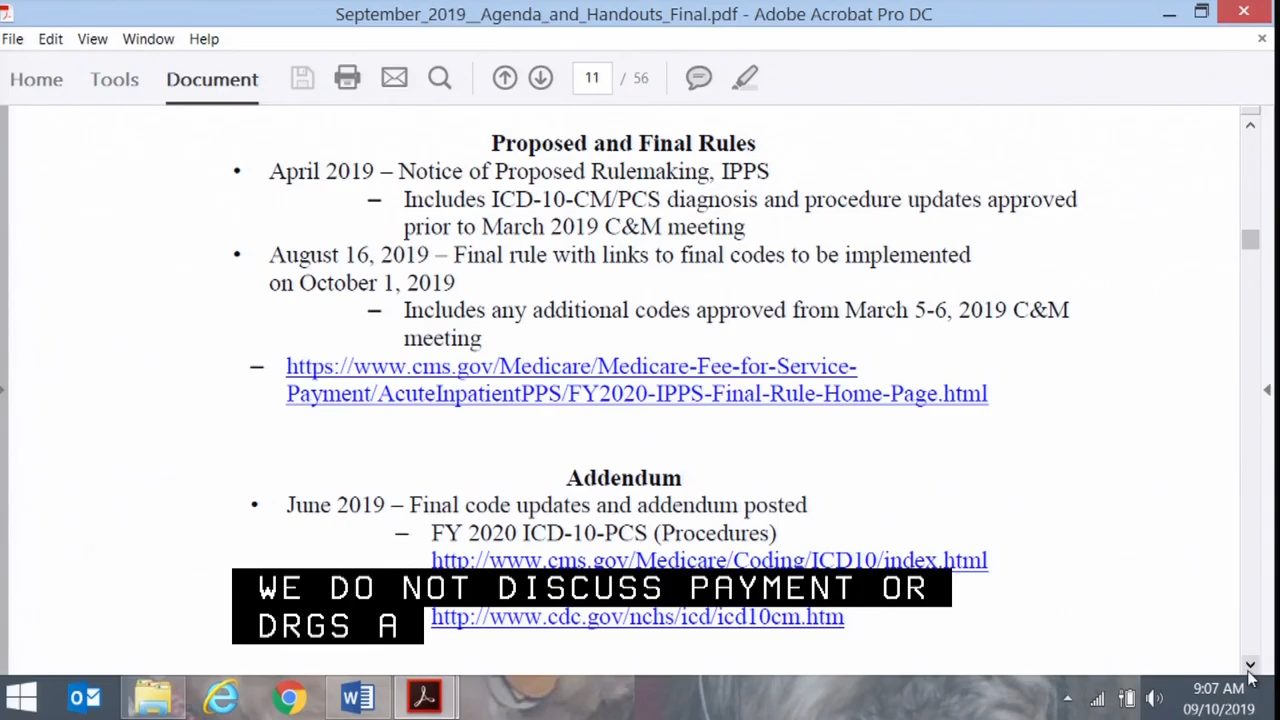 September_2019__Agenda_and_Handouts_Final.pdf - Adobe Acrobat Pro DC
File Edit View Window Help
Home Tools Document 11 / 56
Proposed and Final Rules
• April 2019 – Notice of Proposed Rulemaking, IPPS
– Includes ICD-10-CM/PCS diagnosis and procedure updates approved
prior to March 2019 C&M meeting
• August 16, 2019 – Final rule with links to final codes to be implemented
on October 1, 2019
– Includes any additional codes approved from March 5-6, 2019 C&M
meeting
– https://www.cms.gov/Medicare/Medicare-Fee-for-Service-
Payment/AcuteInpatientPPS/FY2020-IPPS-Final-Rule-Home-Page.html
Addendum
• June 2019 – Final code updates and addendum posted
– FY 2020 ICD-10-PCS (Procedures)
http://www.cms.gov/Medicare/Coding/ICD10/index.html
WE DO NOT DISCUSS PAYMENT OR
DRGS A
http://www.cdc.gov/nchs/icd/icd10cm.htm
9:07 AM
09/10/2019